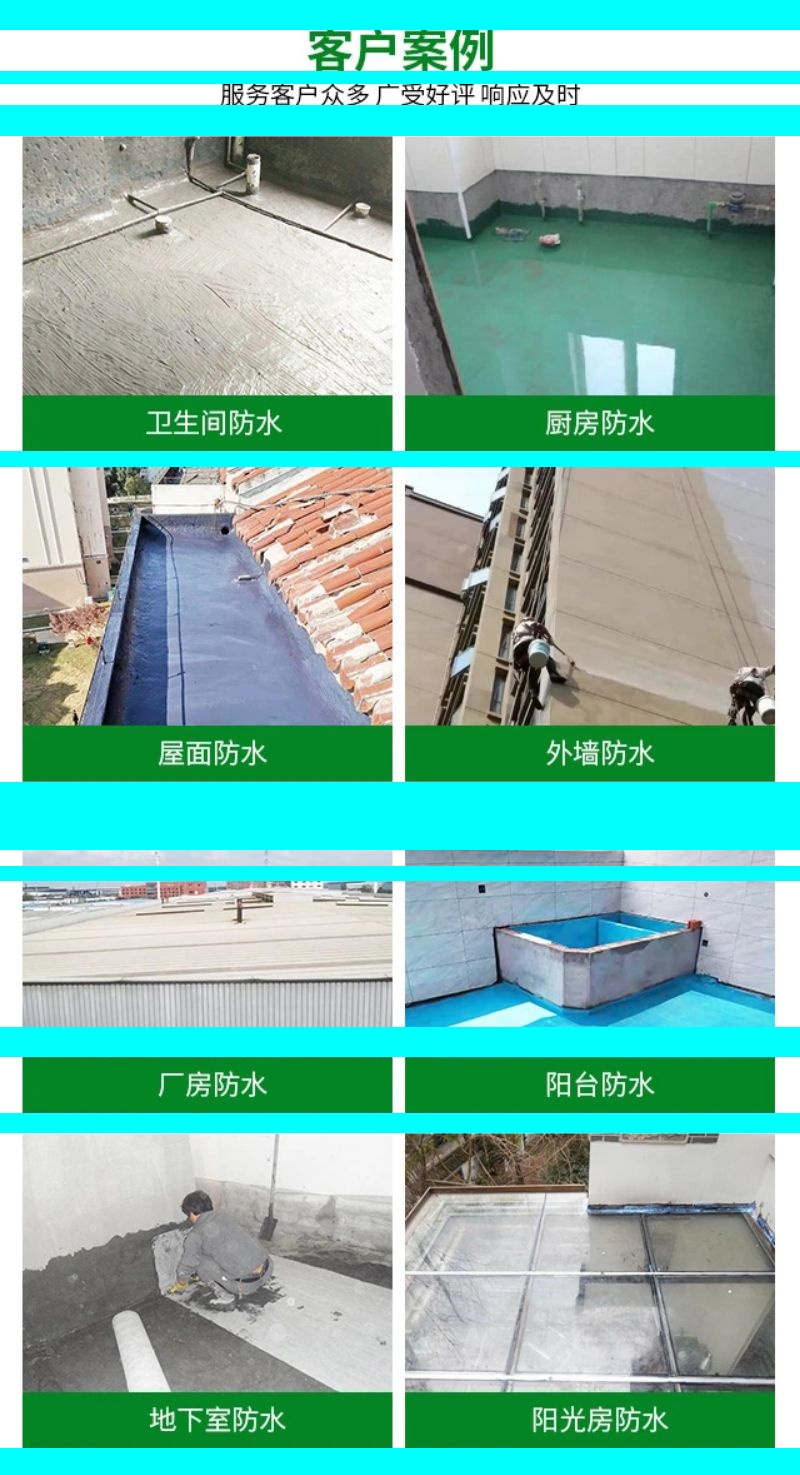 客户案例
服务客户众多 广受好评 响应及时
卫生间防水
厨房防水
屋面防水
外墙防水
厂房防水
阳台防水
地下室防水
阳光房防水